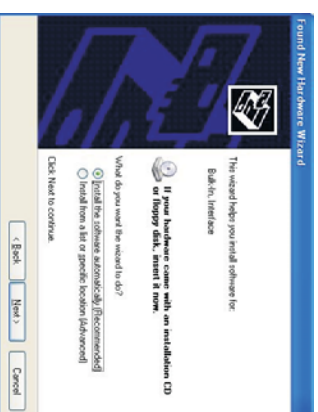 Found New Hardware Wizard
This wizard helps you install software for:
Bulk-In, Interface
If your hardware came with an installation CD
or floppy disk, insert it now.
What do you want the wizard to do?
Install the software automatically (Recommended)
Install from a list or specific location (Advanced)
Click Next to continue.
< Back
Next >
Cancel